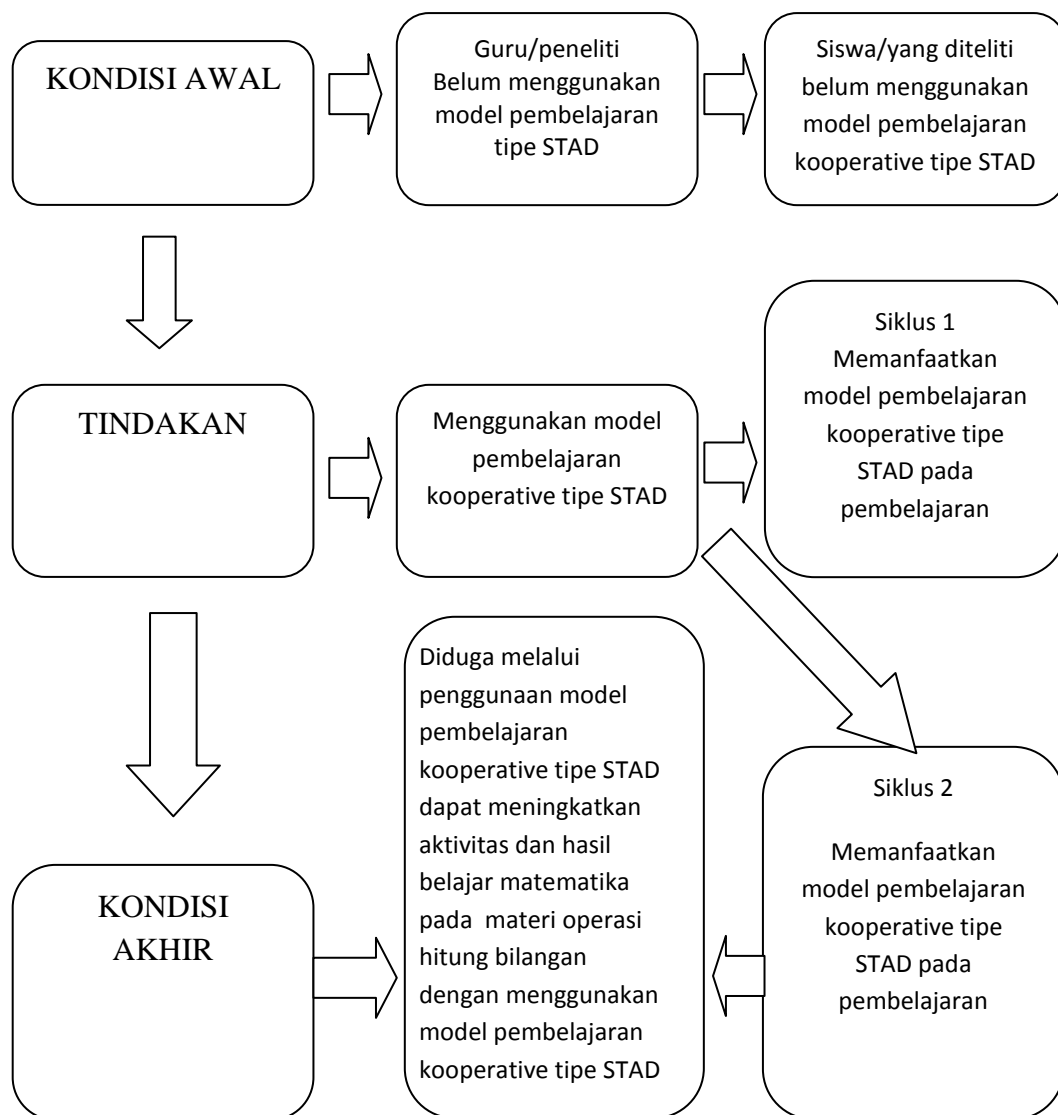 KONDISI AWAL
Guru/peneliti
Belum menggunakan
model pembelajaran
tipe STAD
Siswa/yang diteliti
belum menggunakan
model pembelajaran
kooperative tipe STAD
TINDAKAN
Menggunakan model
pembelajaran
kooperative tipe STAD
Siklus 1
Memanfaatkan
model pembelajaran
kooperative tipe
STAD pada
pembelajaran
KONDISI
AKHIR
Diduga melalui
penggunaan model
pembelajaran
kooperative tipe STAD
dapat meningkatkan
aktivitas dan hasil
belajar matematika
pada materi operasi
hitung bilangan
dengan menggunakan
model pembelajaran
kooperative tipe STAD
Siklus 2
Memanfaatkan
model pembelajaran
kooperative tipe
STAD pada
pembelajaran